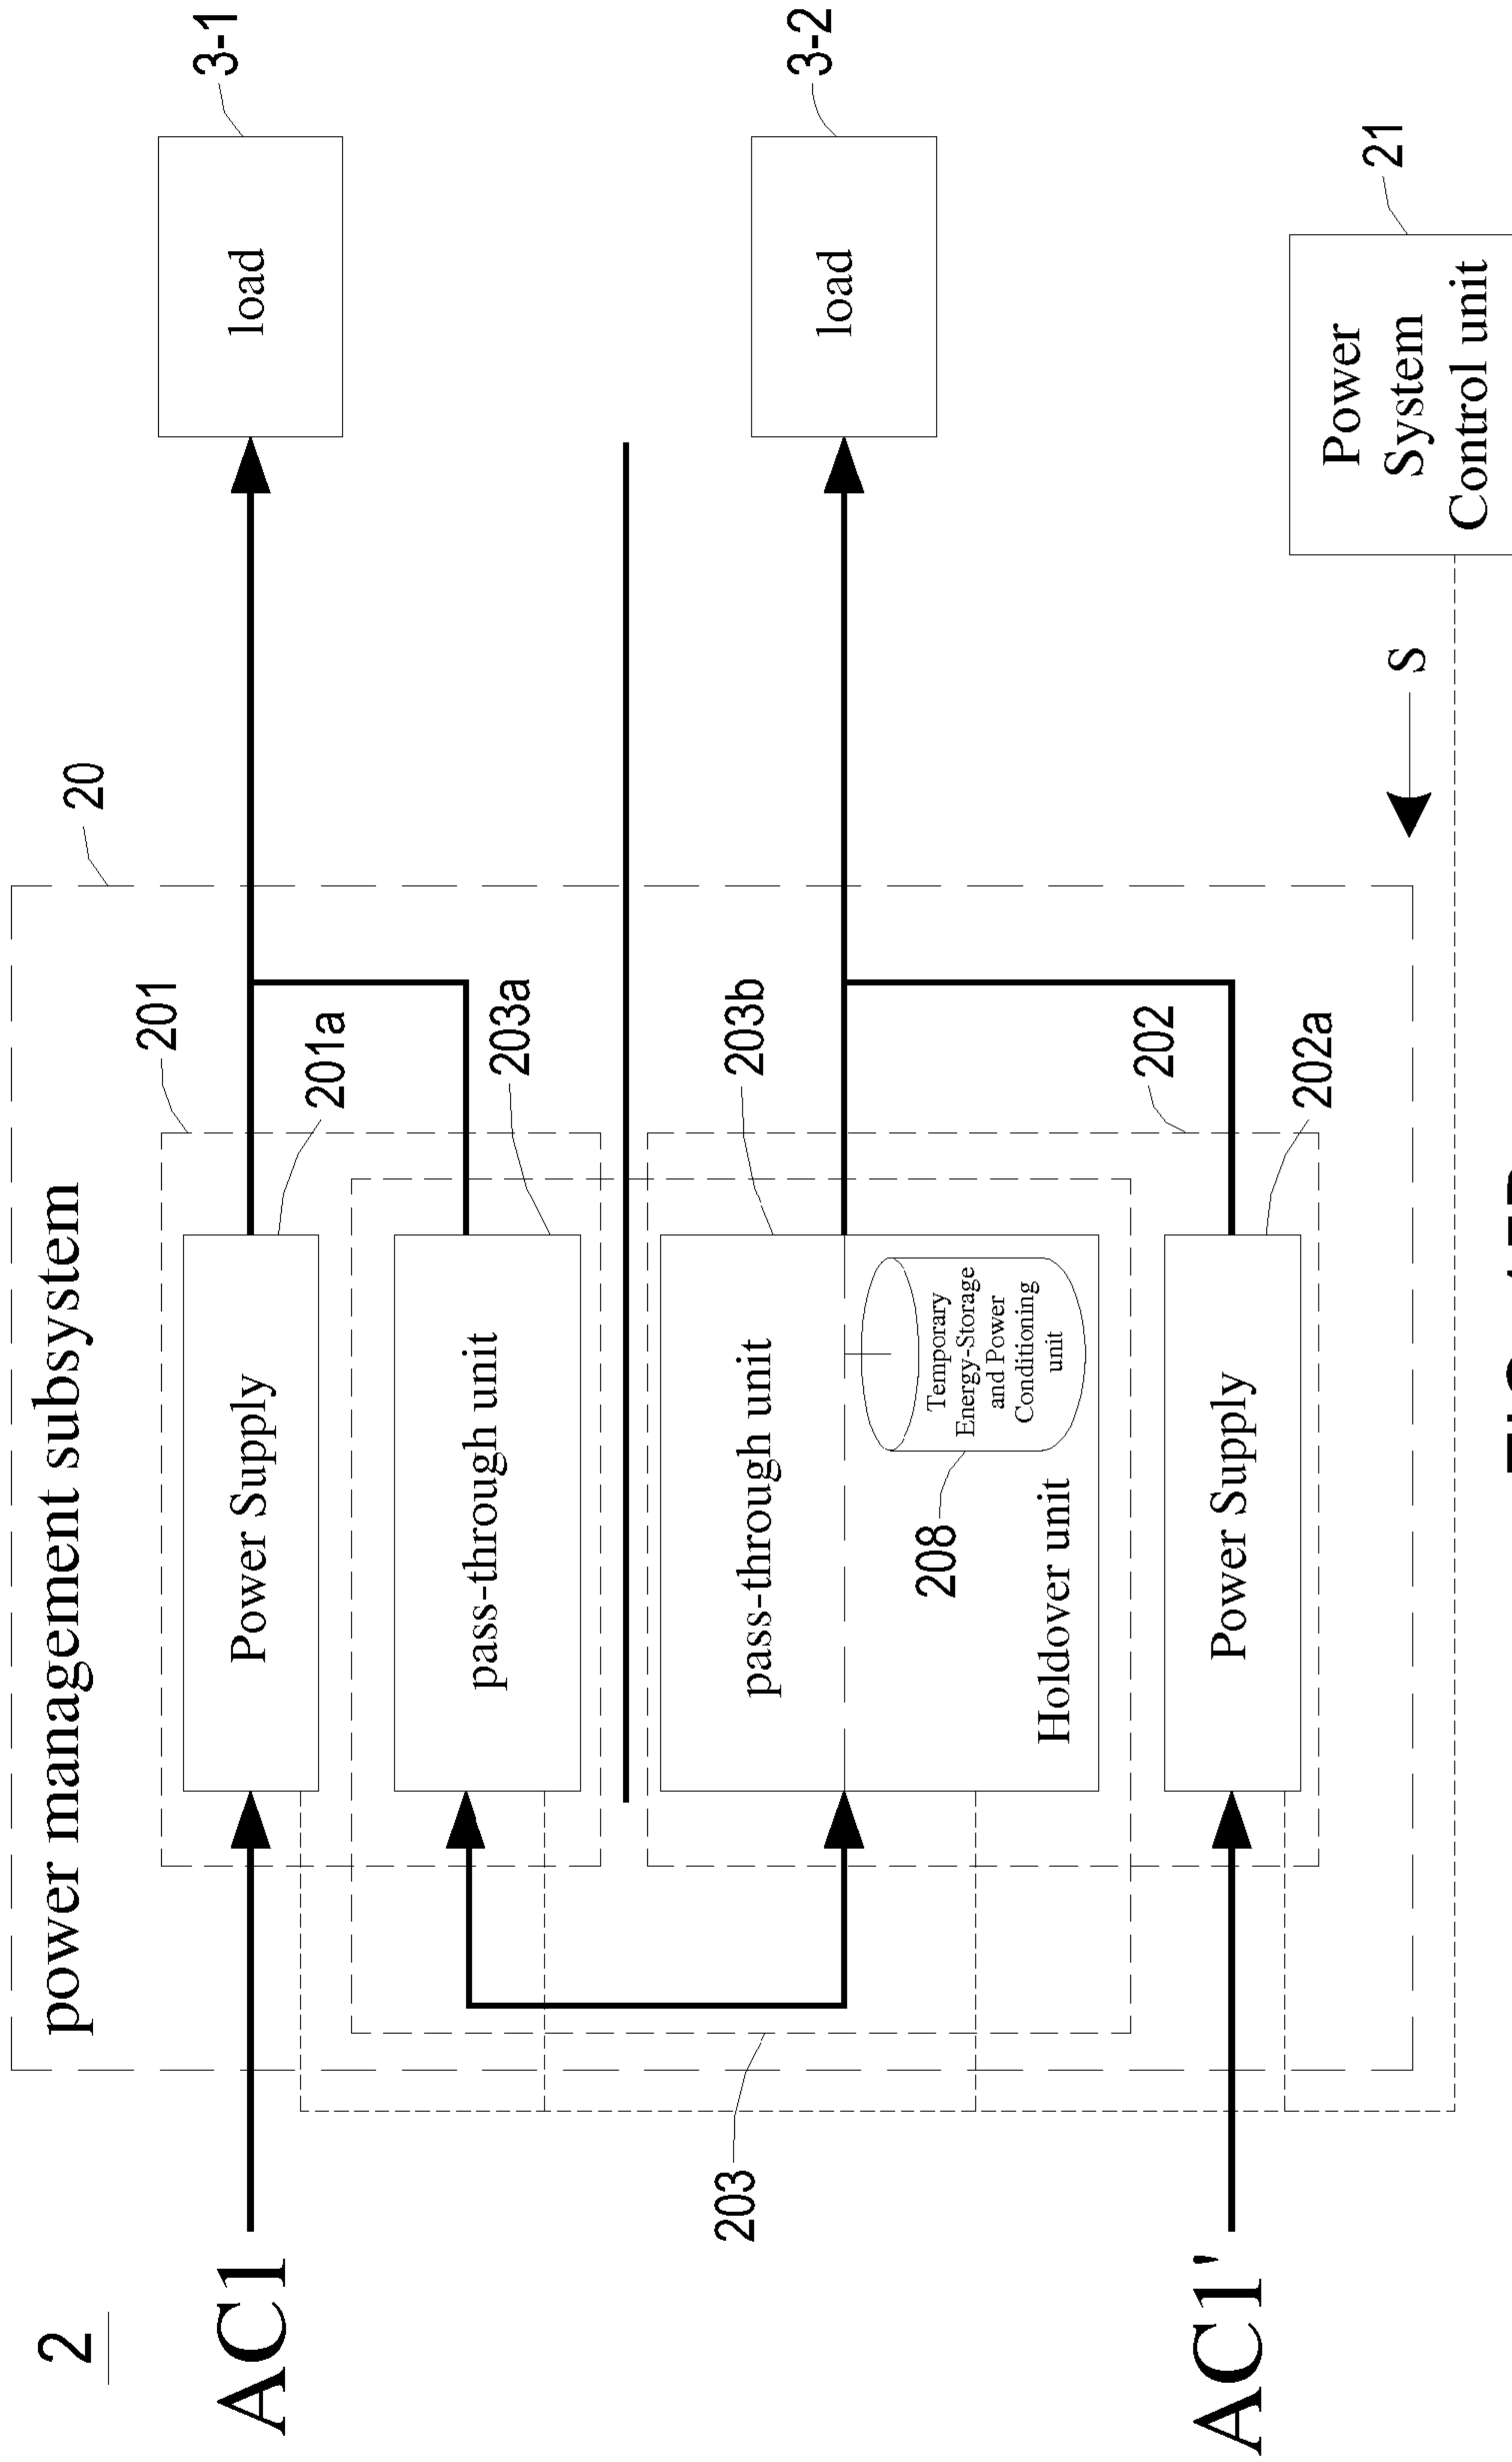 2
power management subsystem
20
AC1
Power Supply
201
201a
load
3-1
pass-through unit
203a
203
pass-through unit
203b
Temporary
Energy-Storage
and Power
Conditioning
unit
208
Holdover unit
load
3-2
202
AC1'
Power Supply
202a
S
Power
System
Control unit
21